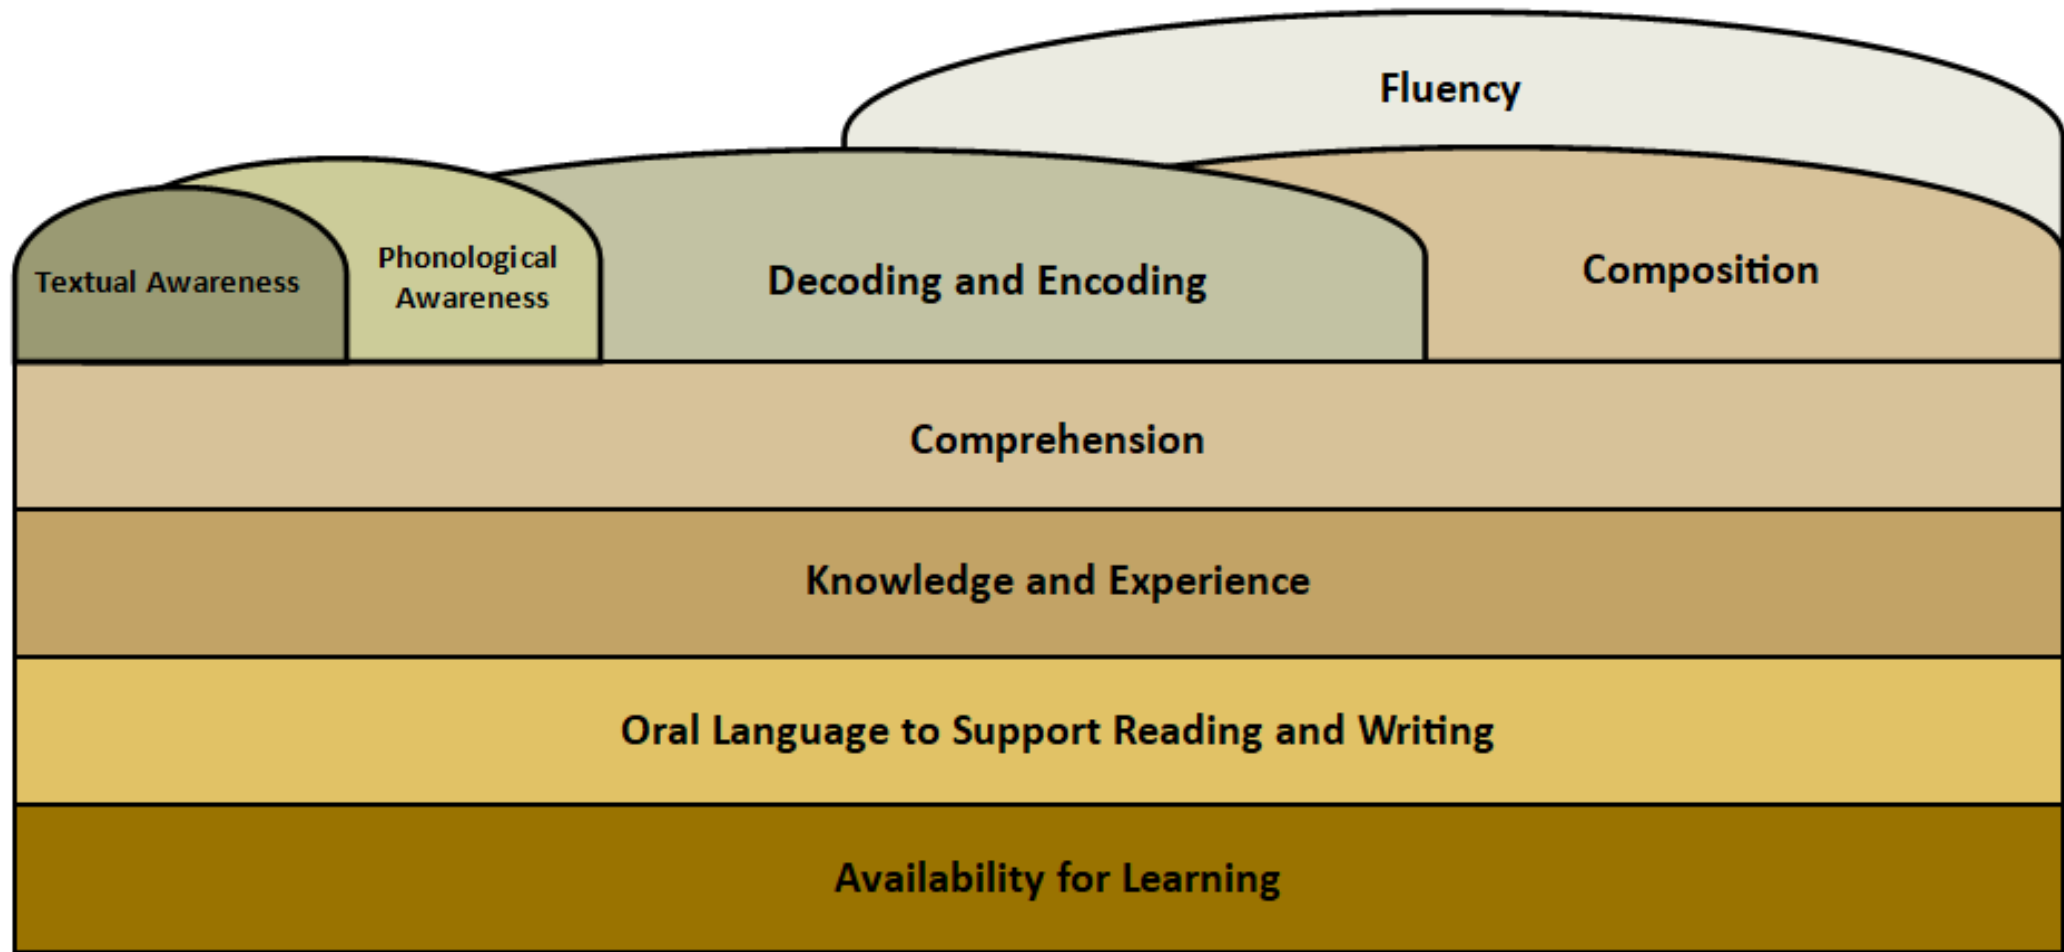 Fluency
Textual Awareness
Phonological
Awareness
Decoding and Encoding
Composition
Comprehension
Knowledge and Experience
Oral Language to Support Reading and Writing
Availability for Learning